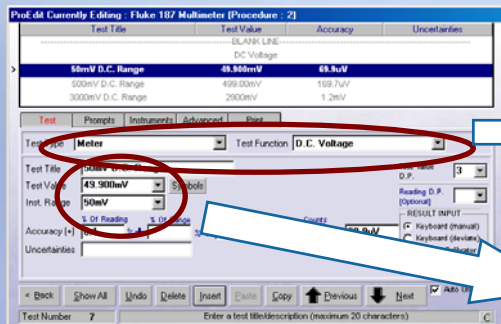 ProEdit Currently Editing : Fluke 187 Multimeter [Procedure : 2]
Test Title Test Value Accuracy Uncertainties
BLANK LINE
DC Voltage
> 50mV D.C. Range 49.900mV 69.9uV
500mV D.C. Range 499.00mV 169.7uV
3000mV D.C. Range 2900mV 1.2mV
Test Prompts Instruments Advanced Print
Test Type Meter Test Function D.C. Voltage
Test Title 50mV D.C. Range D.P. 3
Test Value 49.900mV Symbols
Reading D.P.
[Optional]
Inst. Range 50mV
RESULT INPUT
% Of Reading % Of Range Counts
Keyboard (manual)
Accuracy [+]
Keyboard (deviate)
Uncertainties
< Back Show All Undo Delete Insert Paste Copy Previous Next
Test Number 7 Enter a test title/description (maximum 20 characters) C